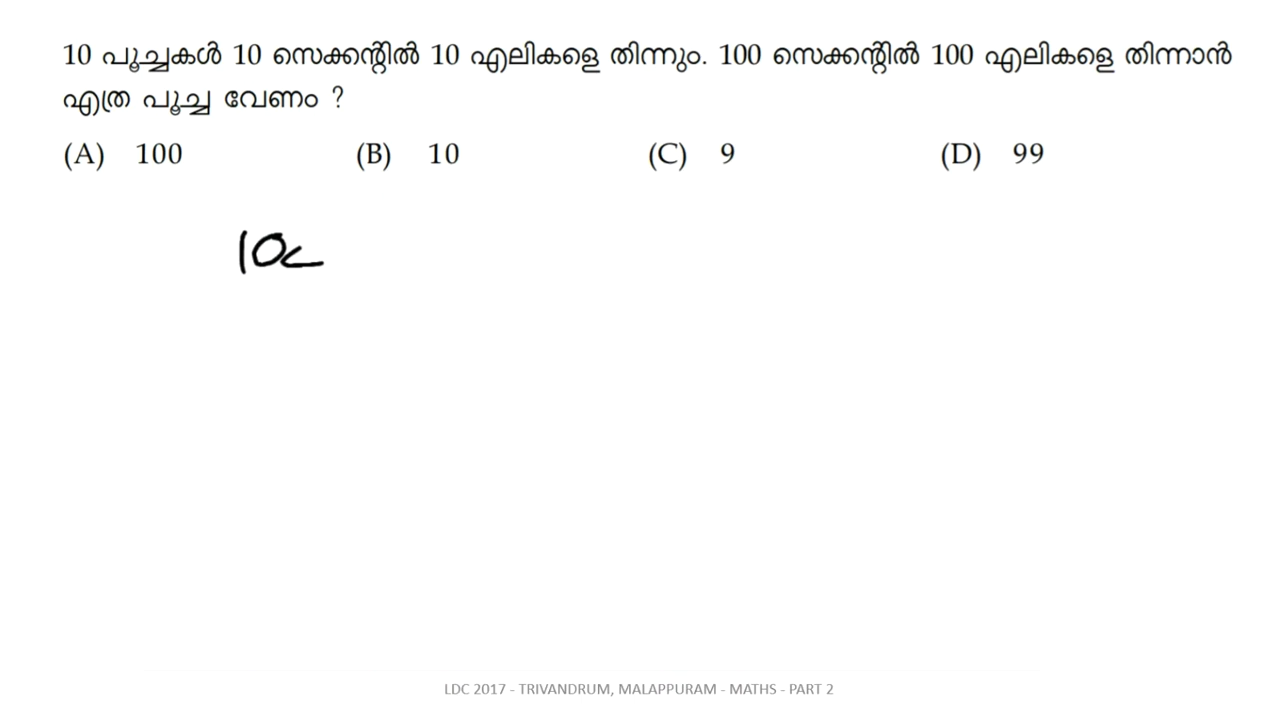 10 പൂച്ചകൾ 10 സെക്കന്റിൽ 10 എലികളെ തിന്നും. 100 സെക്കന്റിൽ 100 എലികളെ തിന്നാൻ
എത്ര പൂച്ച വേണം ?
(A) 100 (B) 10 (C) 9 (D) 99
10c
LDC 2017 - TRIVANDRUM, MALAPPURAM - MATHS - PART 2